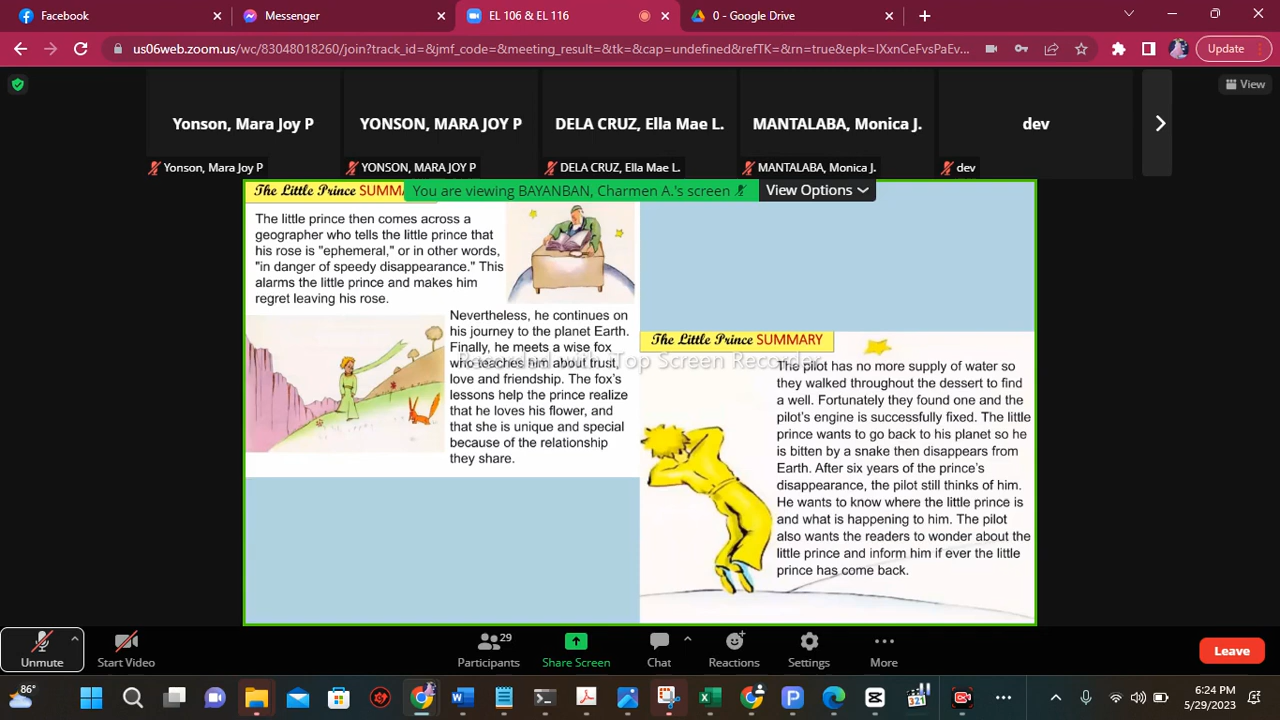 Facebook
Messenger
EL 106 & EL 116
0 - Google Drive
us06web.zoom.us/wc/83048018260/join?track_id=&jmf_code=&meeting_result=&tk=&cap=undefined&refTK=&rn=true&epk=IXxnCeFvsPaEv...
Update
Yonson, Mara Joy P
YONSON, MARA JOY P
DELA CRUZ, Ella Mae L.
MANTALABA, Monica J.
dev
View
Yonson, Mara Joy P
YONSON, MARA JOY P
DELA CRUZ, Ella Mae L.
MANTALABA, Monica J.
dev
You are viewing BAYANBAN, Charmen A.'s screen
View Options
The Little Prince SUMMA
The little prince then comes across a
geographer who tells the little prince that
his rose is "ephemeral," or in other words,
"in danger of speedy disappearance." This
alarms the little prince and makes him
regret leaving his rose.
Nevertheless, he continues on
his journey to the planet Earth.
Finally, he meets a wise fox
who teaches him about trust,
love and friendship. The fox's
lessons help the prince realize
that he loves his flower, and
that she is unique and special
because of the relationship
they share.
The Little Prince SUMMARY
Recorded with iTop Screen Recorder
The pilot has no more supply of water so
they walked throughout the dessert to find
a well. Fortunately they found one and the
pilot's engine is successfully fixed. The little
prince wants to go back to his planet so he
is bitten by a snake then disappears from
Earth. After six years of the prince's
disappearance, the pilot still thinks of him.
He wants to know where the little prince is
and what is happening to him. The pilot
also wants the readers to wonder about the
little prince and inform him if ever the little
prince has come back.
Unmute
Start Video
29
Participants
Share Screen
Chat
Reactions
Settings
More
Leave
86°
321
6:24 PM
5/29/2023